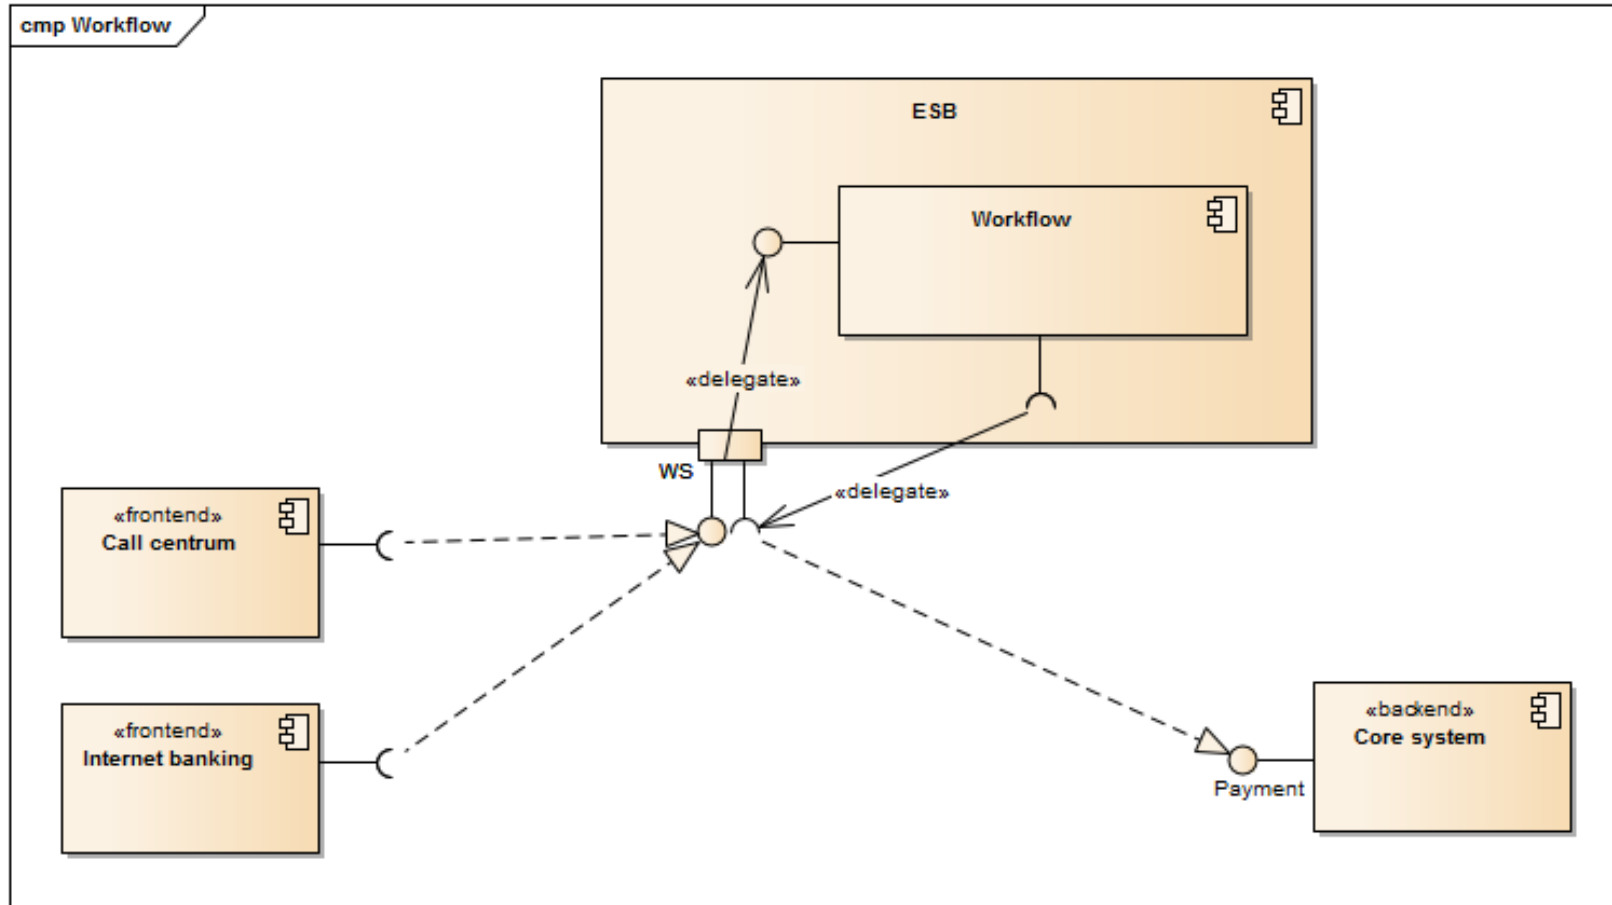 cmp Workflow
ESB
Workflow
«delegate»
WS
«delegate»
«frontend»
Call centrum
«frontend»
Internet banking
«backend»
Core system
Payment